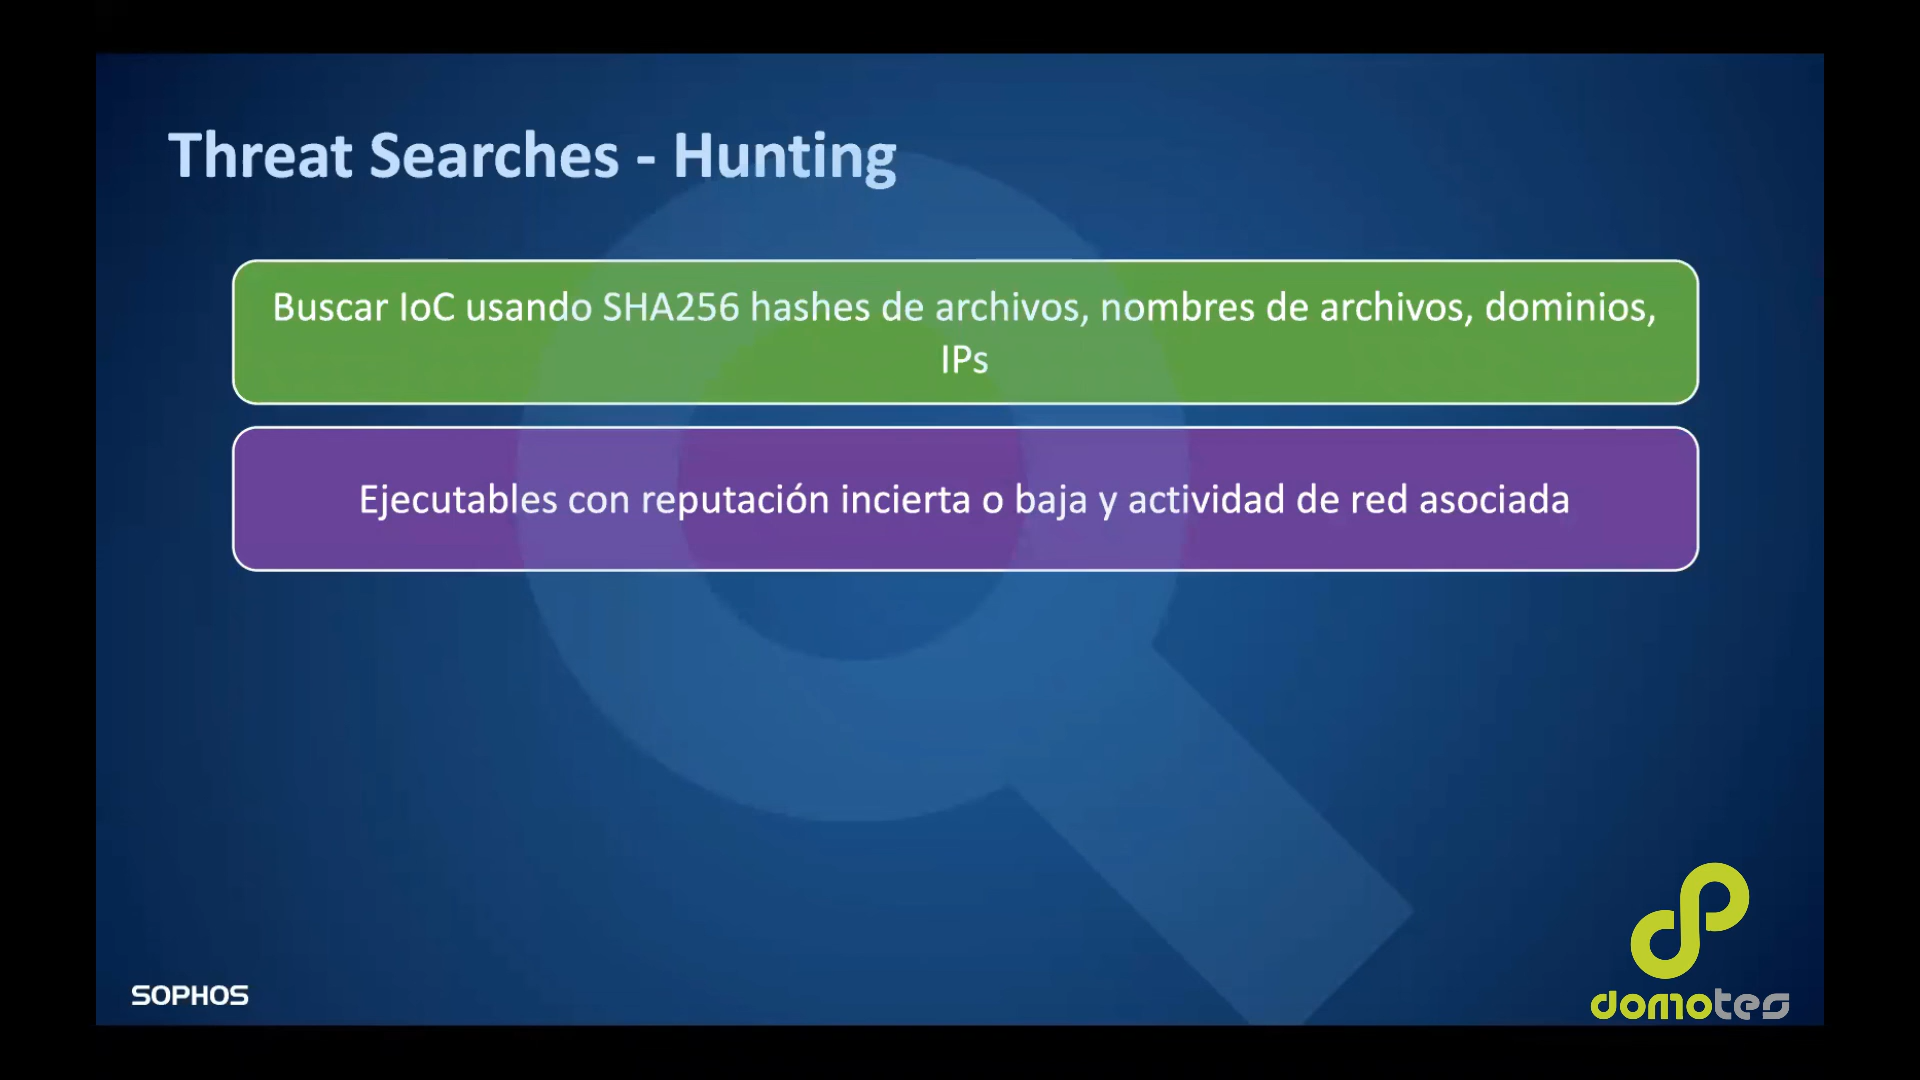 Threat Searches - Hunting
Buscar IoC usando SHA256 hashes de archivos, nombres de archivos, dominios,
IPs
Ejecutables con reputación incierta o baja y actividad de red asociada
SOPHOS
domotes